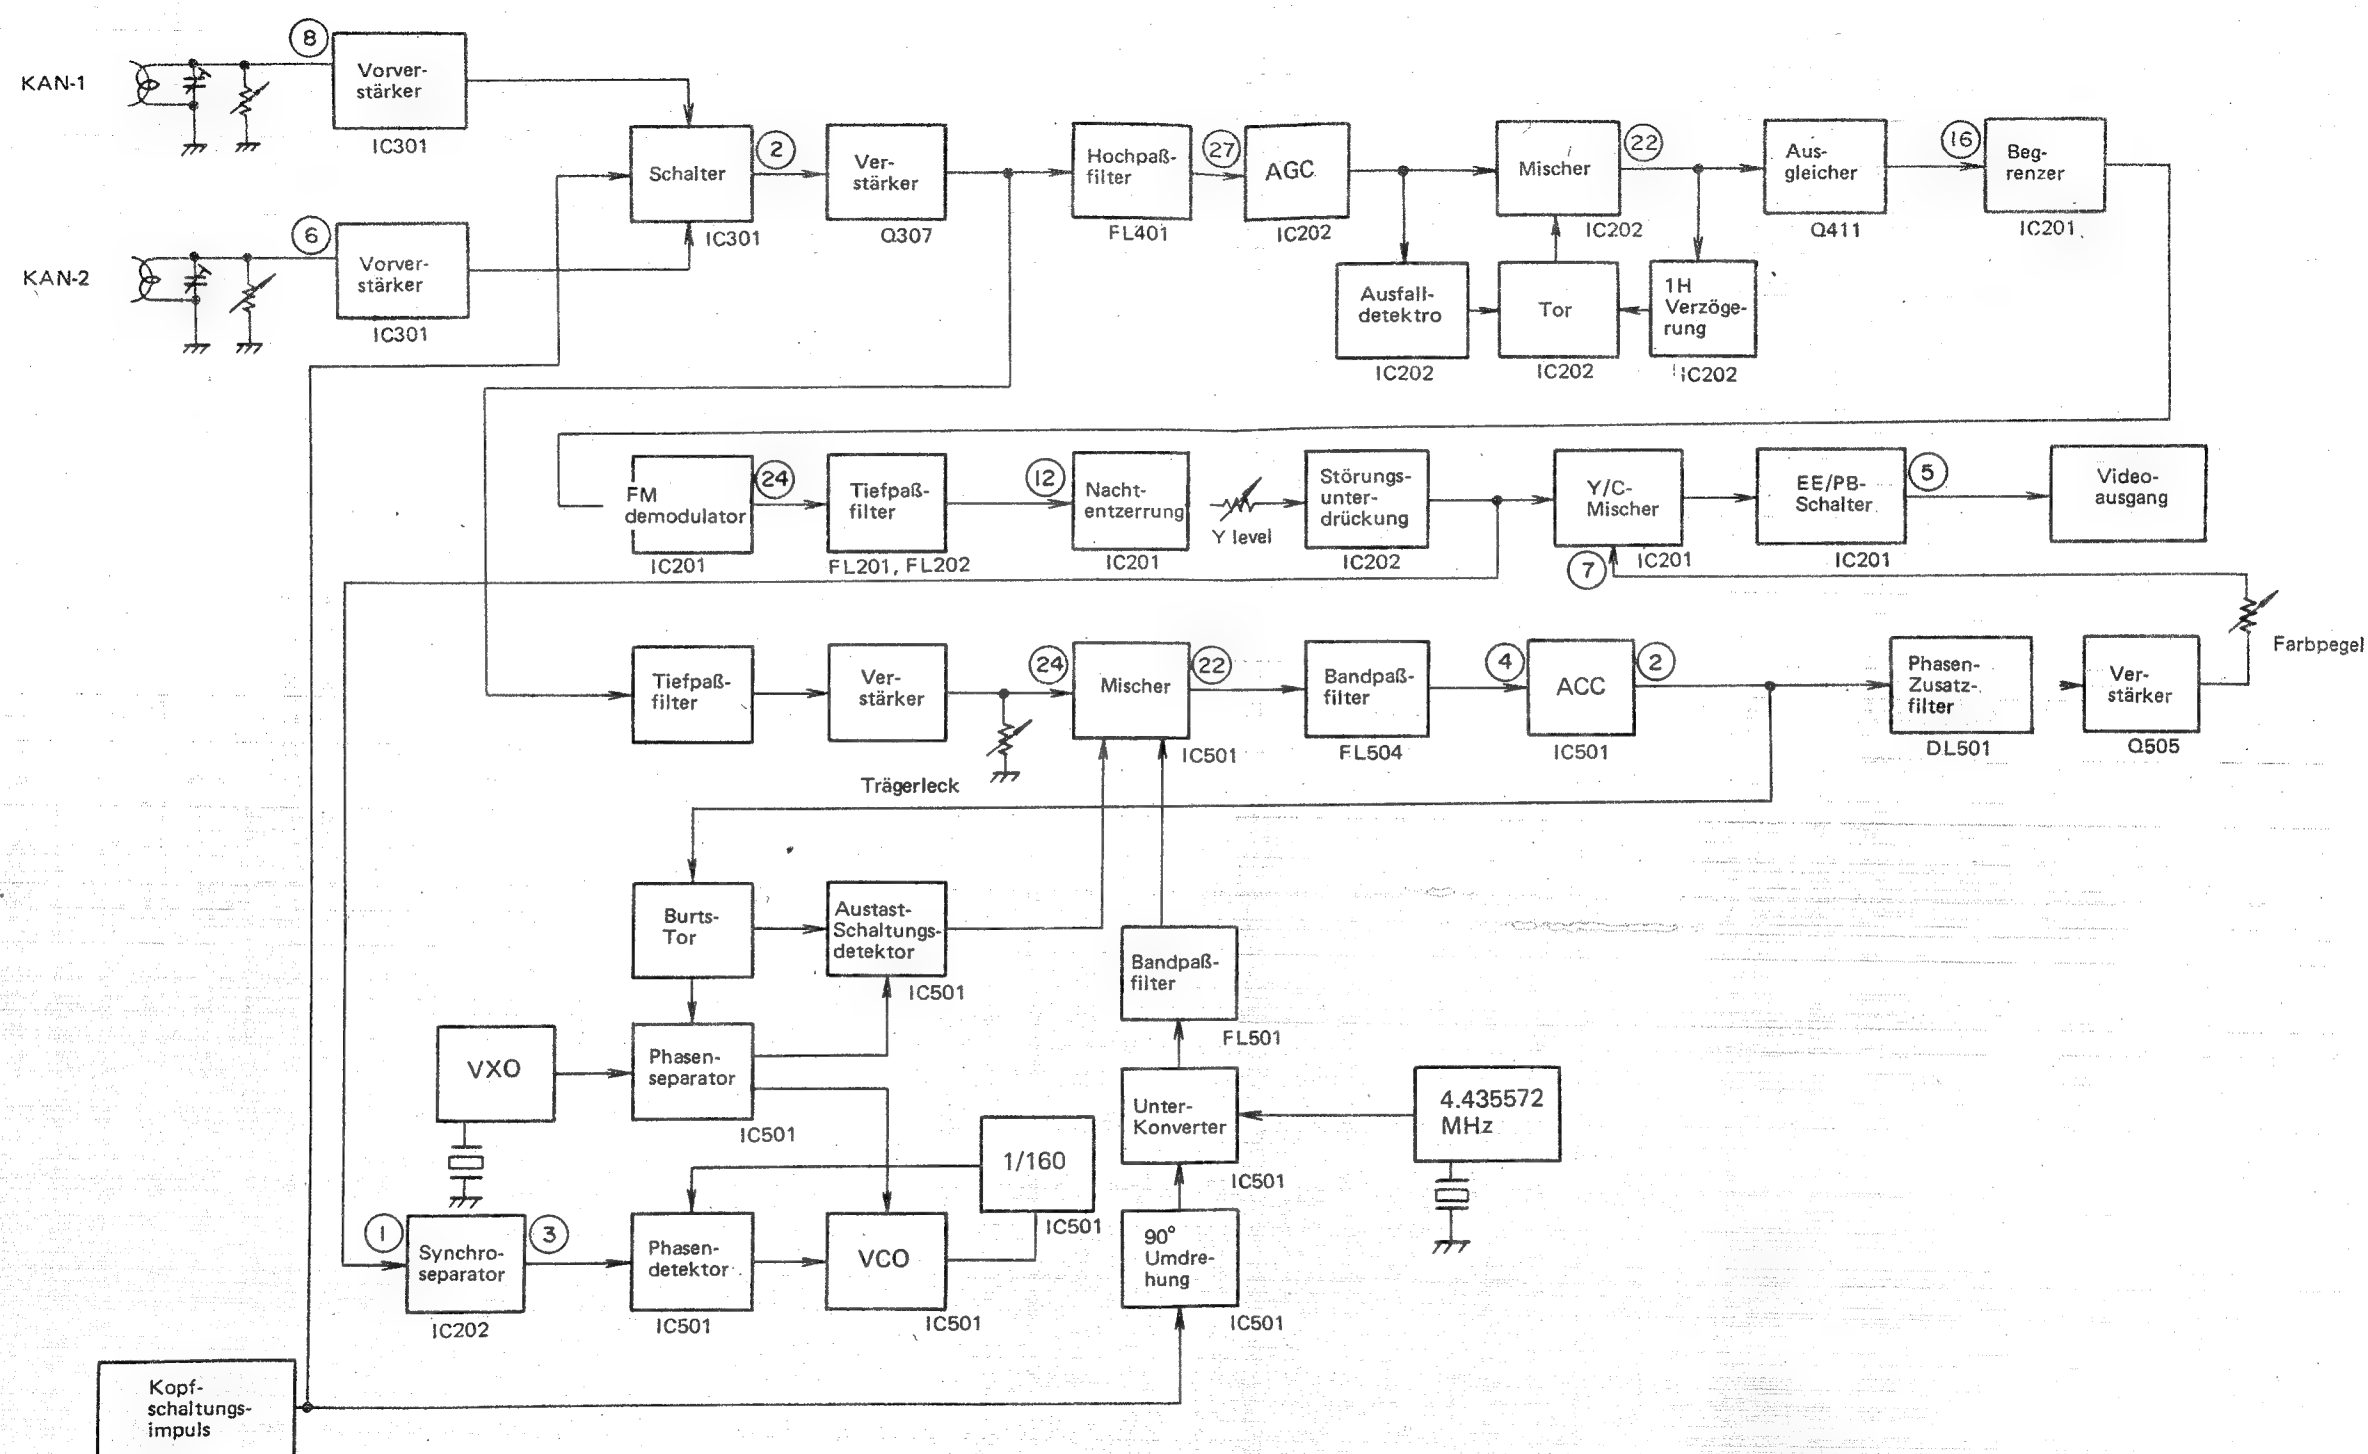 KAN-1
8
Vorver-
stärker
IC301
KAN-2
6
Vorver-
stärker
IC301
Schalter
IC301
2
Ver-
stärker
Q307
Hochpaß-
filter
FL401
27
AGC
IC202
Mischer
IC202
22
Aus-
gleicher
Q411
16
Beg-
renzer
IC201
Ausfall-
detektro
IC202
Tor
IC202
1H
Verzöge-
rung
IC202
FM
demodulator
IC201
24
Tiefpaß-
filter
FL201, FL202
12
Nacht-
entzerrung
IC201
Y level
Störungs-
unter-
drückung
IC202
Y/C-
Mischer
IC201
7
EE/PB-
Schalter
IC201
5
Video-
ausgang
Tiefpaß-
filter
Ver-
stärker
Trägerleck
24
Mischer
IC501
22
Bandpaß-
filter
FL504
4
ACC
IC501
2
Phasen-
Zusatz-
filter
DL501
Ver-
stärker
Q505
Farbpegel
Burts-
Tor
Austast-
Schaltungs-
detektor
IC501
Bandpaß-
filter
FL501
VXO
Phasen-
separator
IC501
1/160
IC501
Unter-
Konverter
IC501
4.435572
MHz
1
Synchro-
separator
IC202
3
Phasen-
detektor
IC501
VCO
IC501
90°
Umdre-
hung
IC501
Kopf-
schaltungs-
impuls